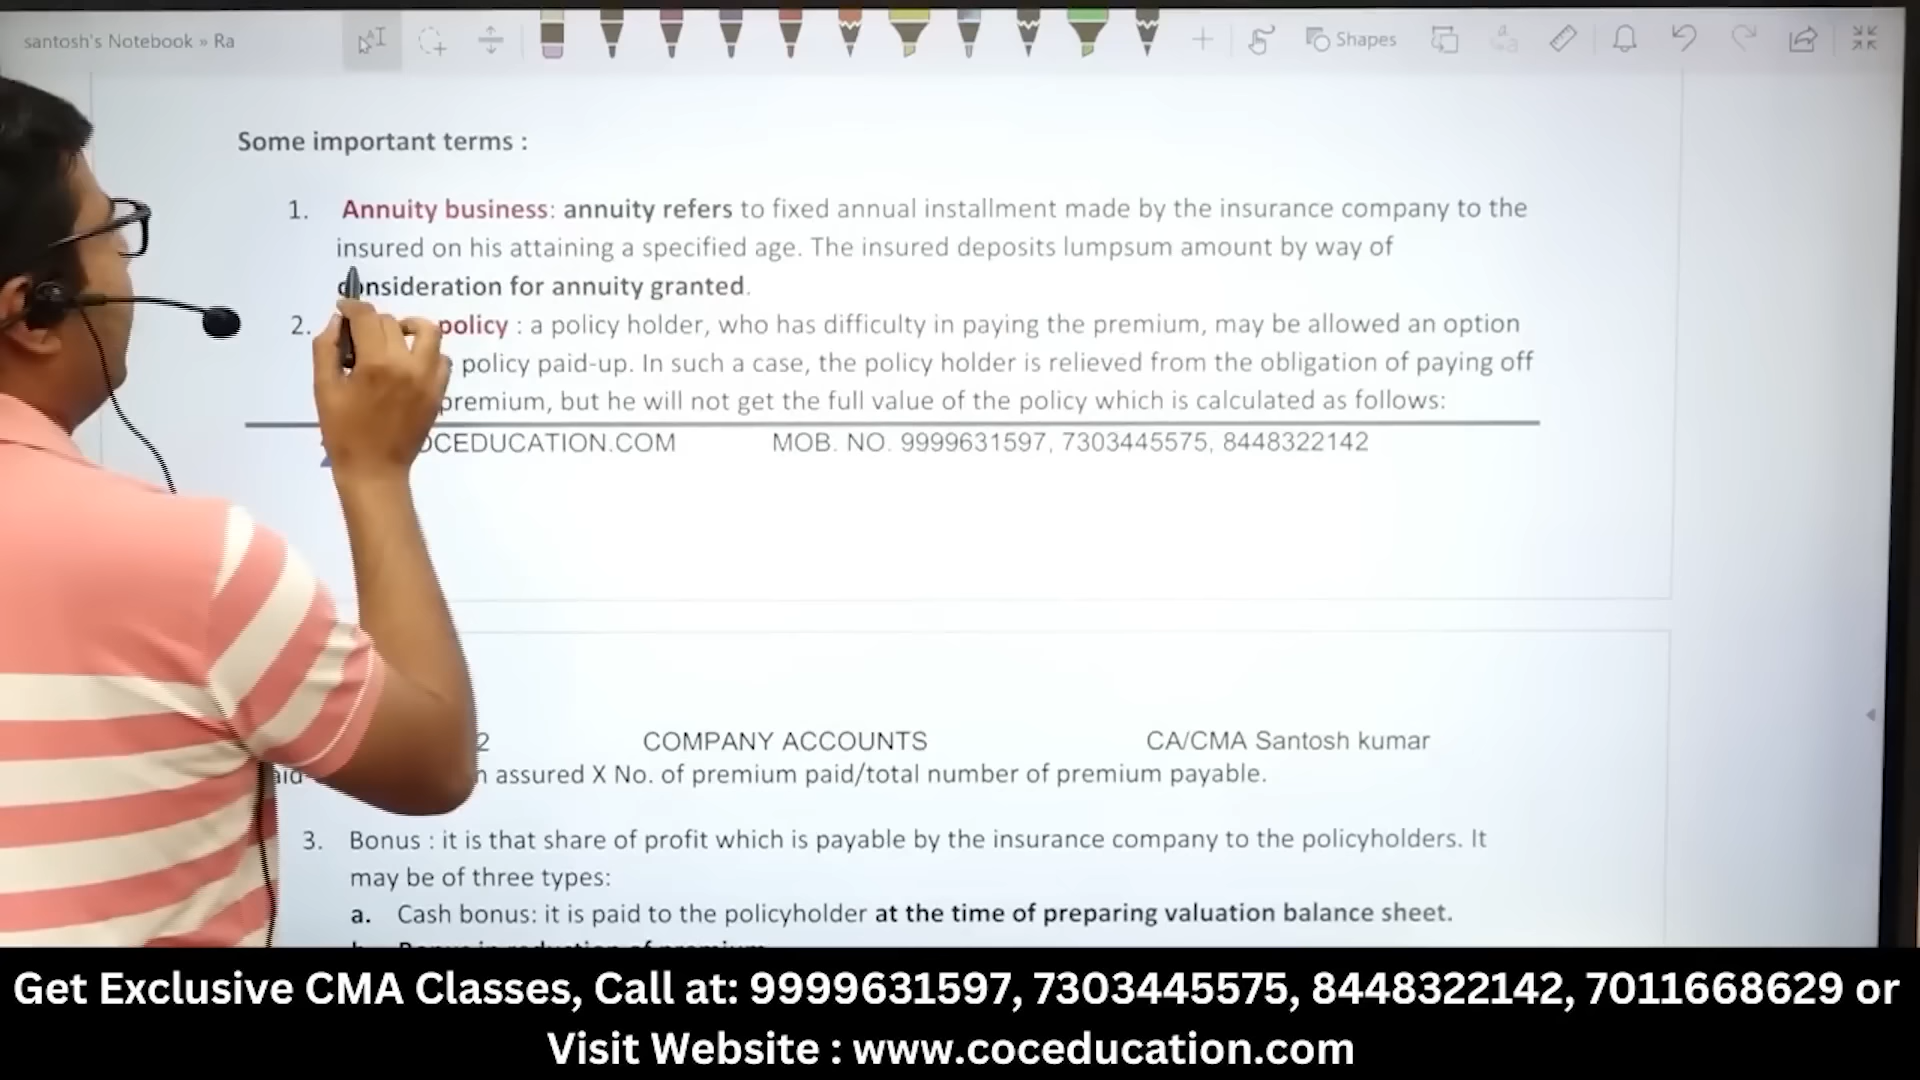 santosh's Notebook » Ra
Shapes
Some important terms :
1. Annuity business: annuity refers to fixed annual installment made by the insurance company to the
insured on his attaining a specified age. The insured deposits lumpsum amount by way of
consideration for annuity granted.
2. policy : a policy holder, who has difficulty in paying the premium, may be allowed an option
policy paid-up. In such a case, the policy holder is relieved from the obligation of paying off
premium, but he will not get the full value of the policy which is calculated as follows:
OCEDUCATION.COM MOB. NO. 9999631597, 7303445575, 8448322142
2 COMPANY ACCOUNTS CA/CMA Santosh kumar
assured X No. of premium paid/total number of premium payable.
3. Bonus : it is that share of profit which is payable by the insurance company to the policyholders. It
may be of three types:
a. Cash bonus: it is paid to the policyholder at the time of preparing valuation balance sheet.
Get Exclusive CMA Classes, Call at: 9999631597, 7303445575, 8448322142, 7011668629 or
Visit Website : www.coceducation.com